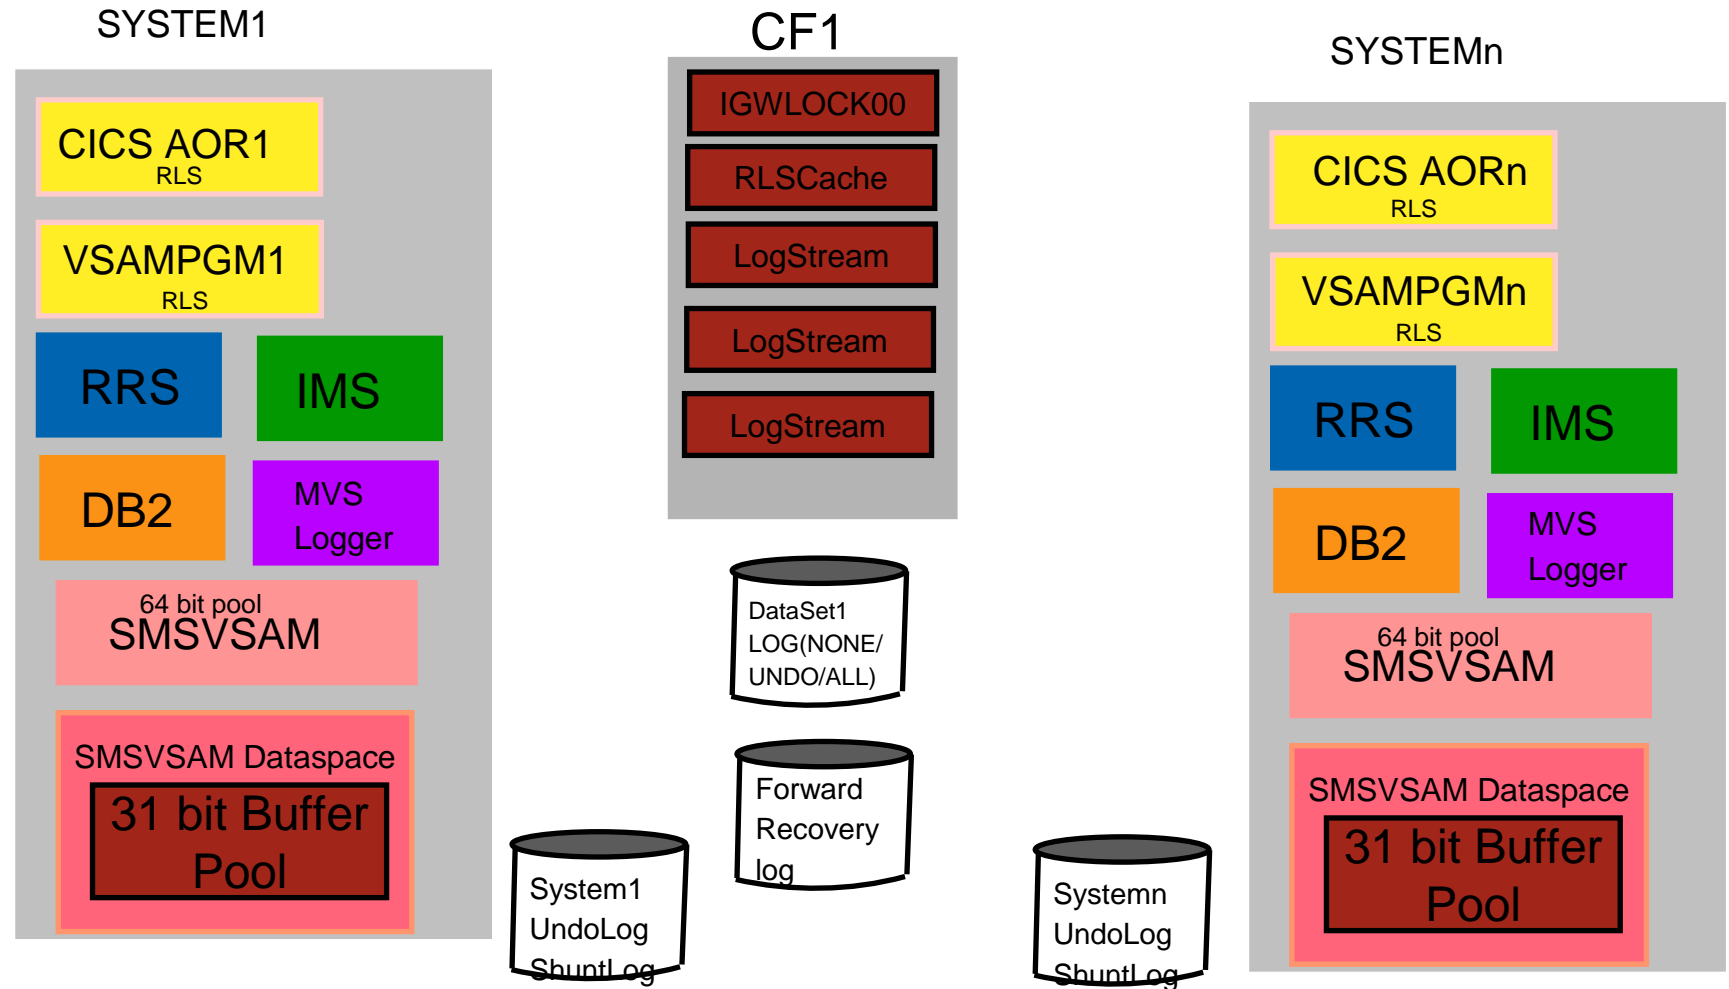 SYSTEM1
CICS AOR1
RLS
VSAMPGM1
RLS
RRS
IMS
DB2
MVS
Logger
64 bit pool
SMSVSAM
SMSVSAM Dataspace
31 bit Buffer
Pool
CF1
IGWLOCK00
RLSCache
LogStream
LogStream
LogStream
DataSet1
LOG(NONE/
UNDO/ALL)
Forward
Recovery
log
System1
UndoLog
ShuntLog
Systemn
UndoLog
ShuntLog
SYSTEMn
CICS AORn
RLS
VSAMPGMn
RLS
RRS
IMS
DB2
MVS
Logger
64 bit pool
SMSVSAM
SMSVSAM Dataspace
31 bit Buffer
Pool